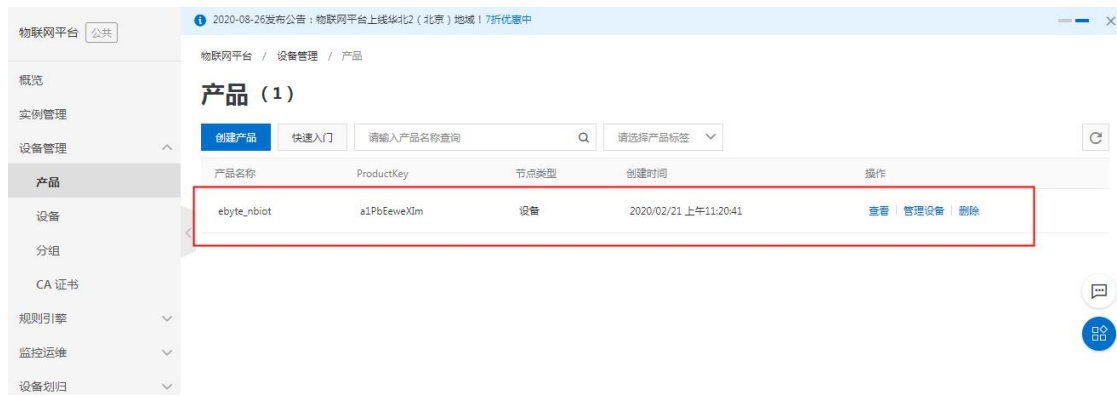 物联网平台 公共
2020-08-26发布公告：物联网平台上线华北2（北京）地域！7折优惠中
物联网平台 / 设备管理 / 产品
概览
实例管理
设备管理
产品
设备
分组
CA 证书
规则引擎
监控运维
设备划归
产品（1）
创建产品 快速入门 请输入产品名称查询 请选择产品标签
产品名称 ProductKey 节点类型 创建时间 操作
ebyte_nbiot a1PbEeweXIm 设备 2020/02/21 上午11:20:41 查看 管理设备 删除